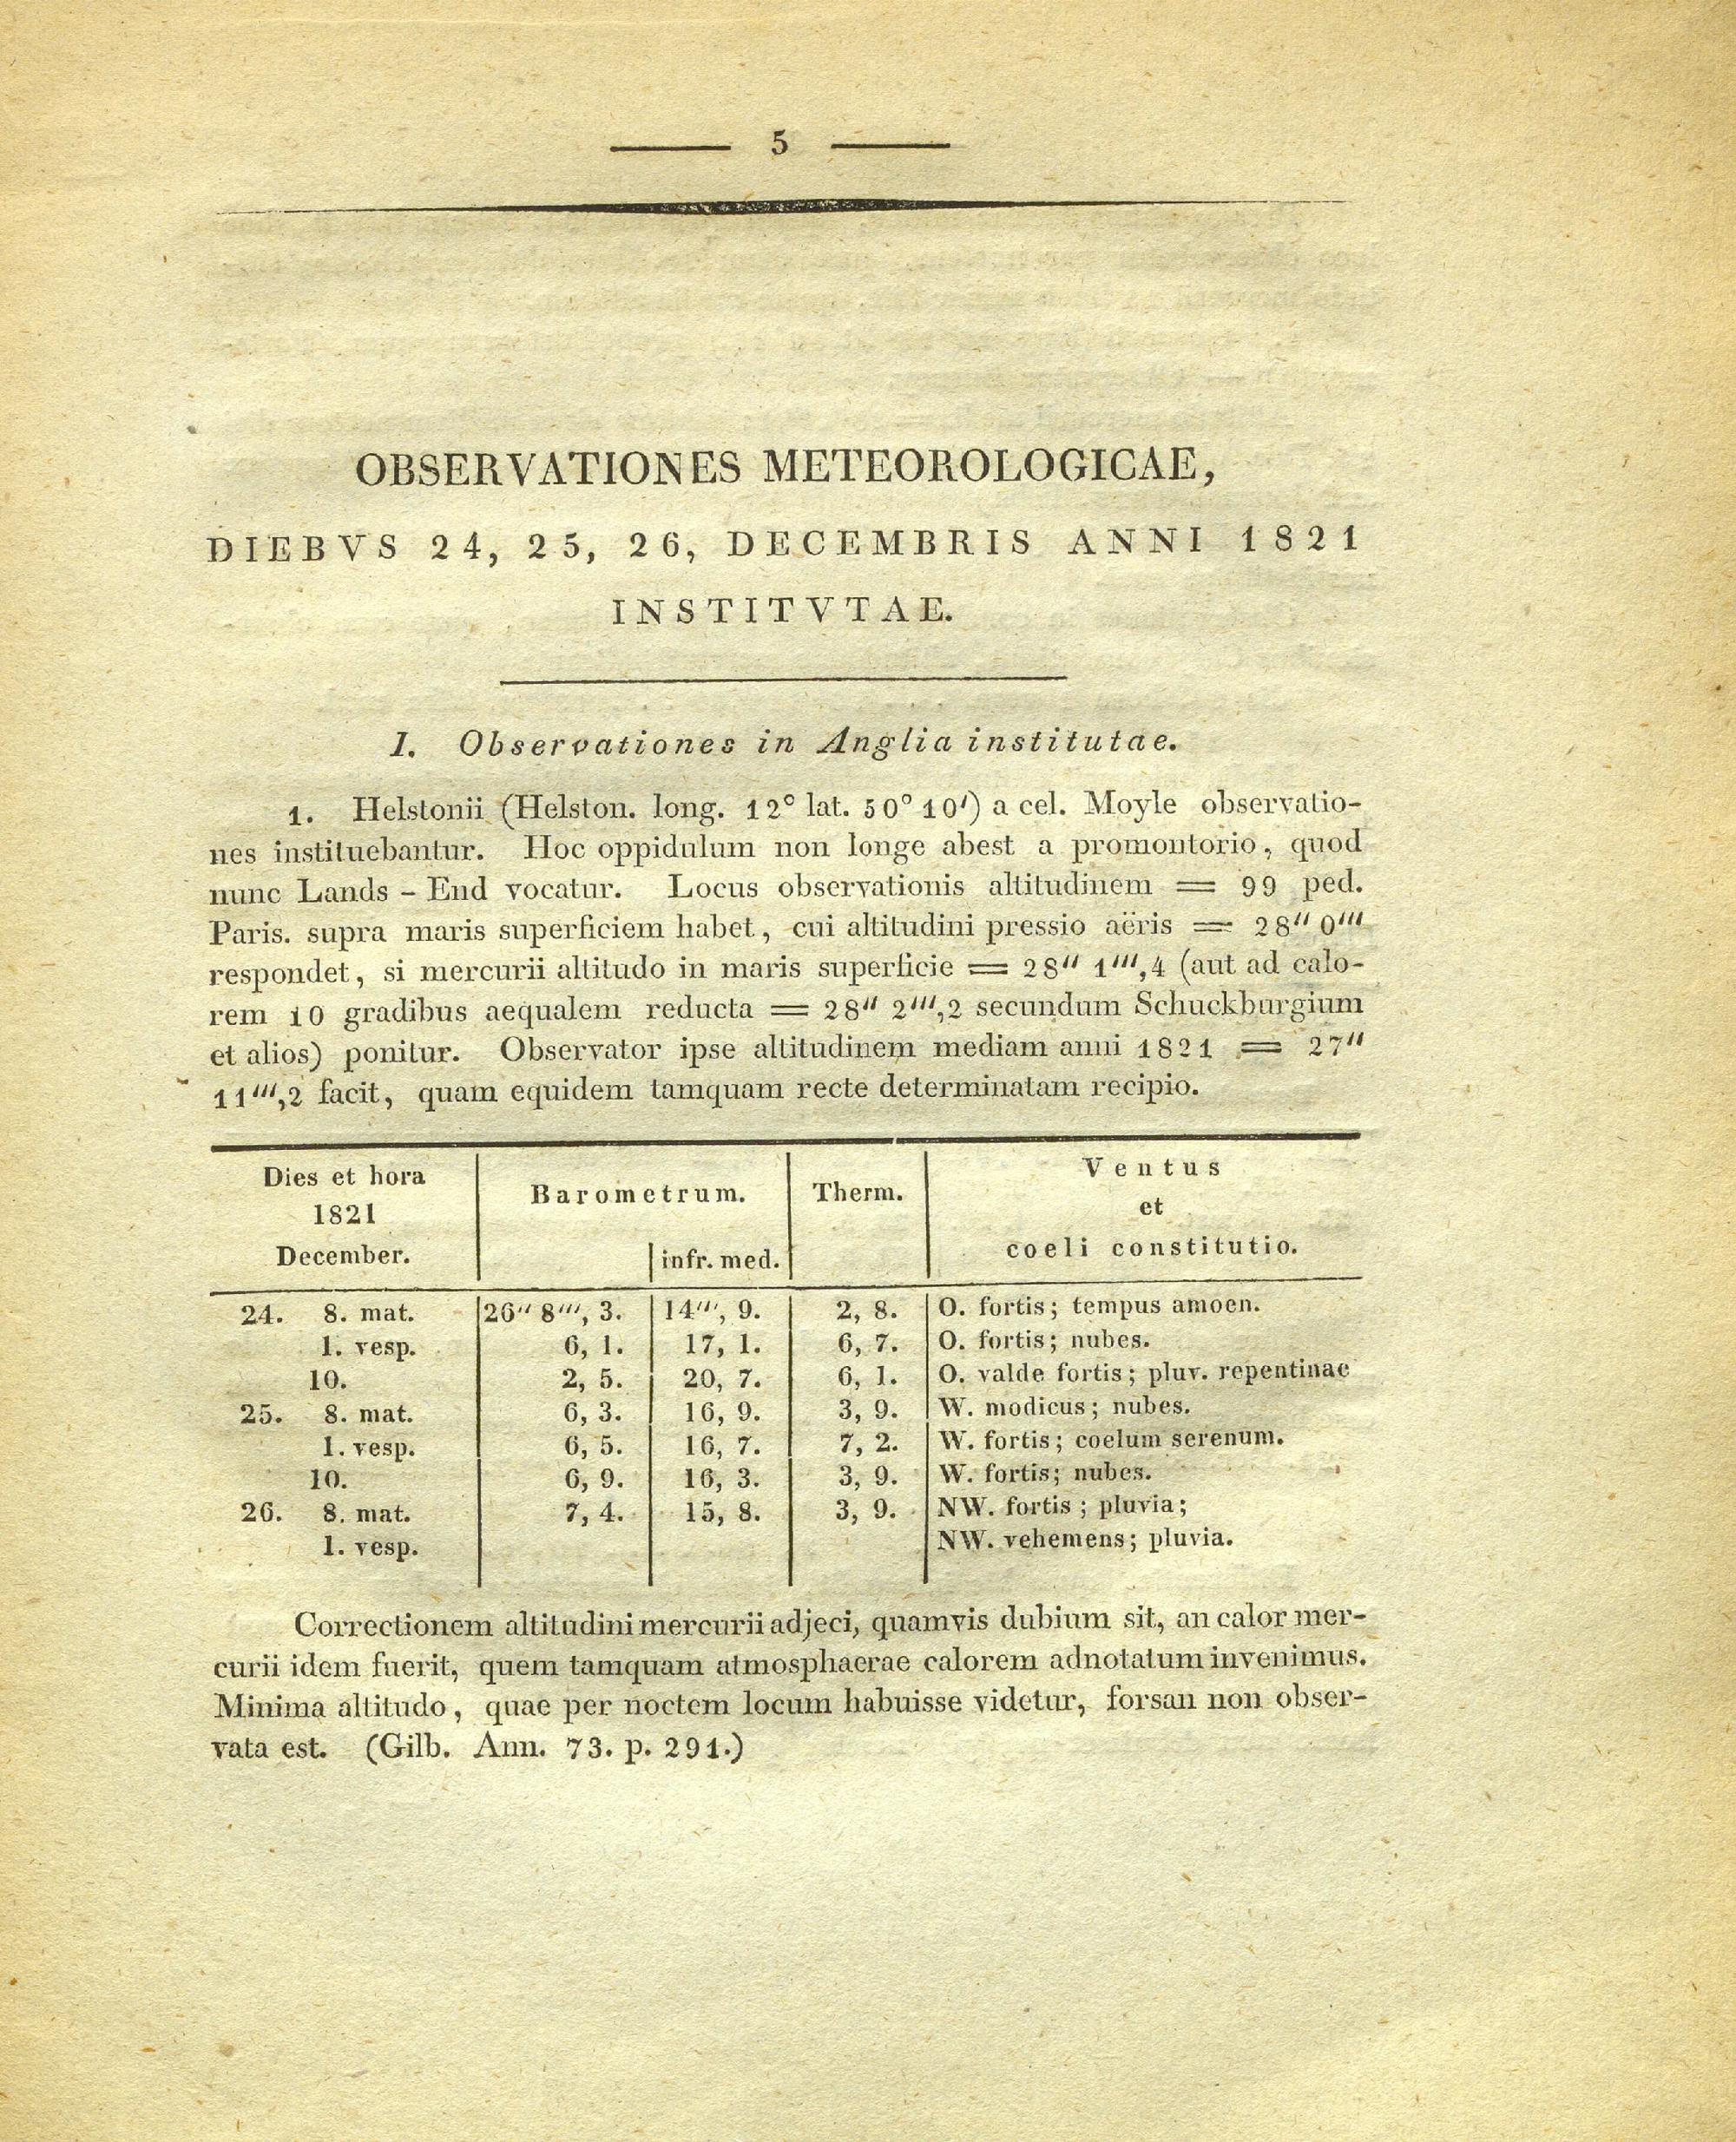 5
OBSERVATIONES METEOROLOGICAE,
DIEBVS 24, 25, 26, DECEMBRIS ANNI 1821
INSTITVTAE.
I. Observationes in Anglia institutae.
1. Helstonii (Helston. long. 12° lat. 50° 10′) a cel. Moyle observatio-
nes instituebantur. Hoc oppidulum non longe abest a promontorio, quod
nunc Lands - End vocatur. Locus observationis altitudinem = 99 ped.
Paris. supra maris superficiem habet, cui altitudini pressio aëris = 28″ 0‴
respondet, si mercurii altitudo in maris superficie = 28″ 1‴,4 (aut ad calo-
rem 10 gradibus aequalem reducta = 28″ 2‴,2 secundum Schuckburgium
et alios) ponitur. Observator ipse altitudinem mediam anni 1821 = 27″
11‴,2 facit, quam equidem tamquam recte determinatam recipio.
Dies et hora 1821 December. | Barometrum. | infr. med. | Therm. | Ventus et coeli constitutio.
24. 8. mat. | 26″ 8‴, 3. | 14‴, 9. | 2, 8. | O. fortis; tempus amoen.
1. vesp. | 6, 1. | 17, 1. | 6, 7. | O. fortis; nubes.
10. | 2, 5. | 20, 7. | 6, 1. | O. valde fortis; pluv. repentinae
25. 8. mat. | 6, 3. | 16, 9. | 3, 9. | W. modicus; nubes.
1. vesp. | 6, 5. | 16, 7. | 7, 2. | W. fortis; coelum serenum.
10. | 6, 9. | 16, 3. | 3, 9. | W. fortis; nubes.
26. 8. mat. | 7, 4. | 15, 8. | 3, 9. | NW. fortis; pluvia;
1. vesp. | | | | NW. vehemens; pluvia.
Correctionem altitudini mercurii adjeci, quamvis dubium sit, an calor mer-
curii idem fuerit, quem tamquam atmosphaerae calorem adnotatum invenimus.
Minima altitudo, quae per noctem locum habuisse videtur, forsan non obser-
vata est. (Gilb. Ann. 73. p. 291.)